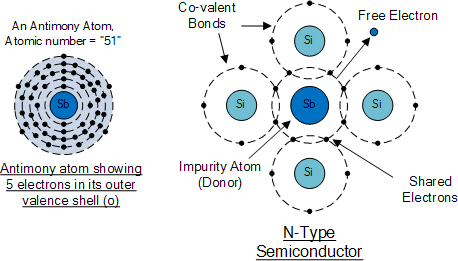 An Antimony Atom,
Atomic number = "51"
Sb
Antimony atom showing
5 electrons in its outer
valence shell (o)
Co-valent
Bonds
Free Electron
Si
Si
Sb
Si
Si
Impurity Atom
(Donor)
Shared
Electrons
N-Type
Semiconductor